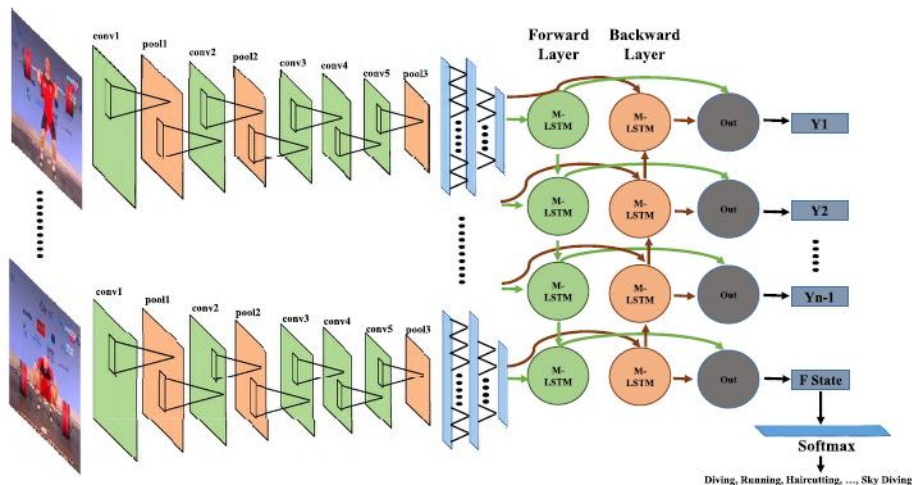 Forward Layer
Backward Layer
conv1
pool1
conv2
pool2
conv3
conv4
conv5
pool3
M-LSTM
M-LSTM
Out
Y1
M-LSTM
M-LSTM
Out
Y2
M-LSTM
M-LSTM
Out
Yn-1
conv1
pool1
conv2
pool2
conv3
conv4
conv5
pool3
M-LSTM
M-LSTM
Out
F State
Softmax
Diving, Running, Haircutting, ..., Sky Diving